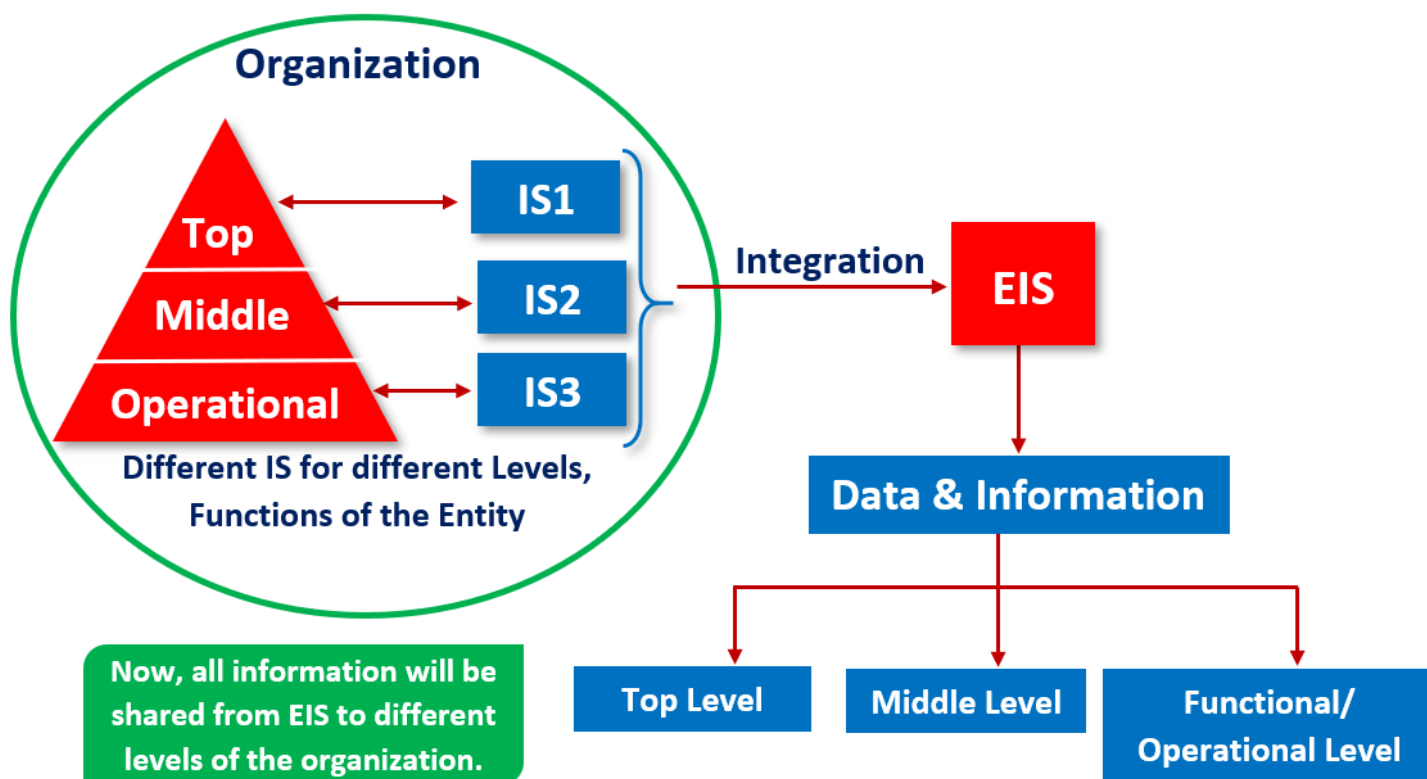 Organization
Top
Middle
Operational
IS1
IS2
IS3
Different IS for different Levels,
Functions of the Entity
Integration
EIS
Data & Information
Top Level
Middle Level
Functional/
Operational Level
Now, all information will be
shared from EIS to different
levels of the organization.